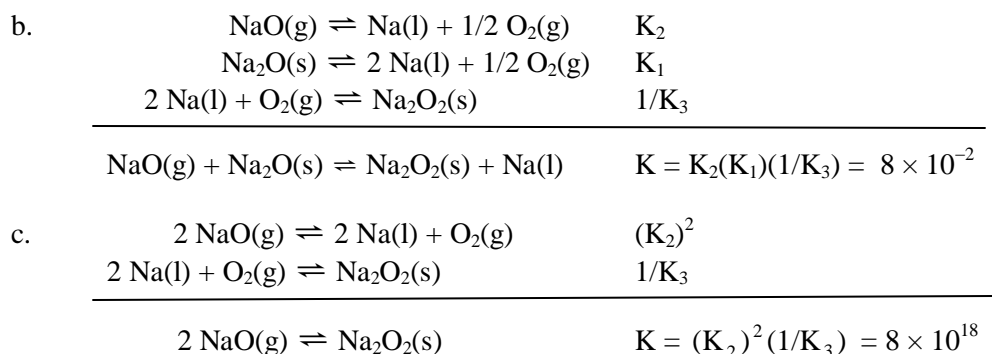 b. NaO(g) ⇌ Na(l) + 1/2 O₂(g) K₂
Na₂O(s) ⇌ 2 Na(l) + 1/2 O₂(g) K₁
2 Na(l) + O₂(g) ⇌ Na₂O₂(s) 1/K₃
NaO(g) + Na₂O(s) ⇌ Na₂O₂(s) + Na(l) K = K₂(K₁)(1/K₃) = 8 × 10⁻²
c. 2 NaO(g) ⇌ 2 Na(l) + O₂(g) (K₂)²
2 Na(l) + O₂(g) ⇌ Na₂O₂(s) 1/K₃
2 NaO(g) ⇌ Na₂O₂(s) K = (K₂)²(1/K₃) = 8 × 10¹⁸